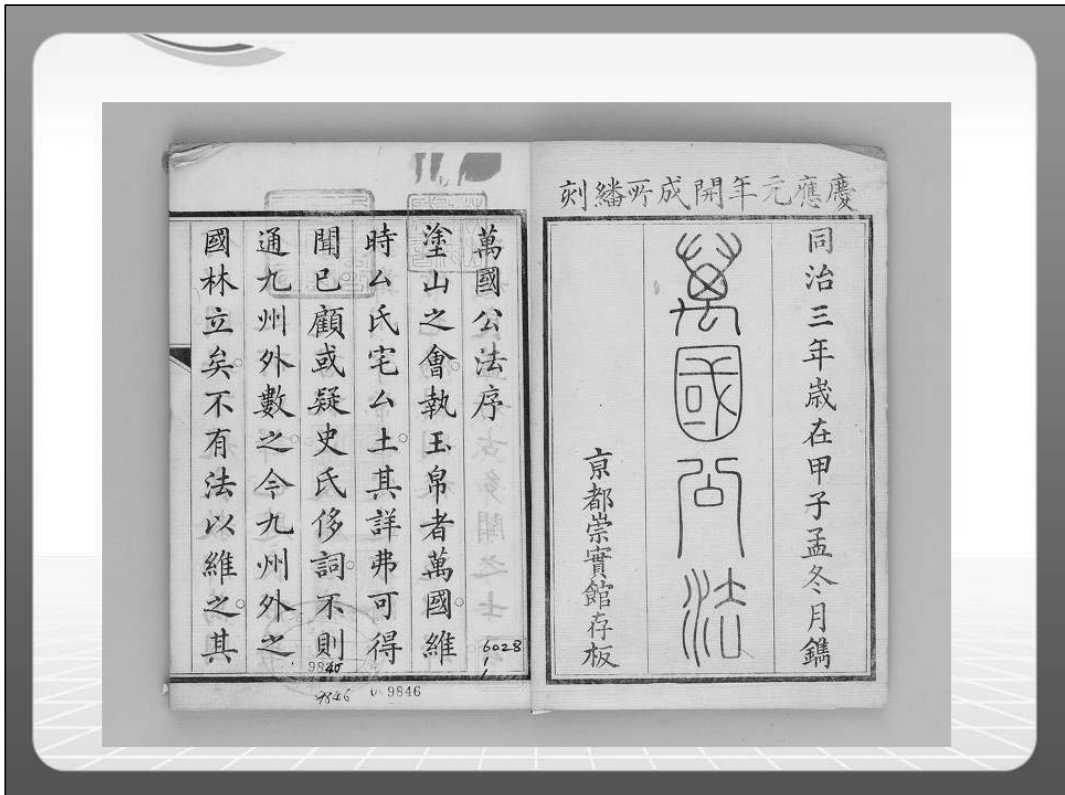 慶應元年開成所繙刻
同治三年歲在甲子孟冬月鐫
萬國公法
京都崇實館存板
萬國公法序
塗山之會執玉帛者萬國維
時厶氏宅厶土其詳弗可得
聞已顧或疑史氏侈詞不則
通九州外數之今九州外之
國林立矣不有法以維之其
6028
1
9846
9846